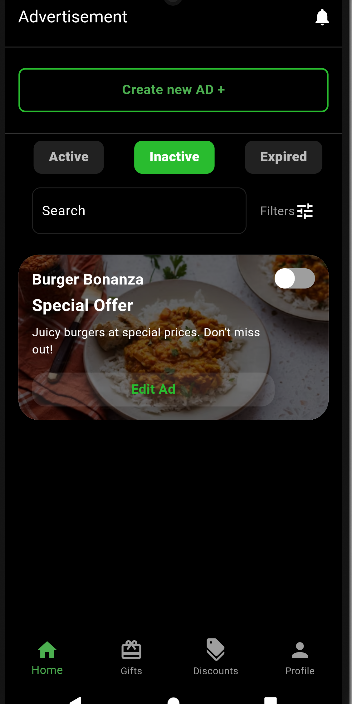 Advertisement
Create new AD +
Active Inactive Expired
Search Filters
Burger Bonanza
Special Offer
Juicy burgers at special prices. Don't miss
out!
Edit Ad
Home Gifts Discounts Profile